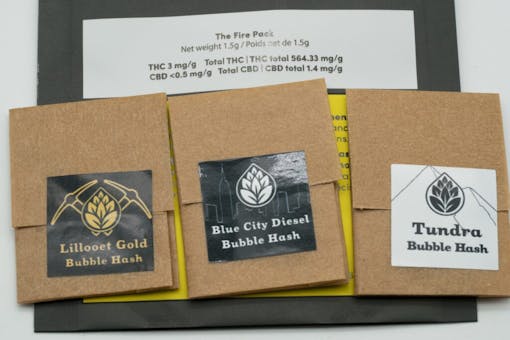 The Fire Pack
Net weight 1.5g / Poids net de 1.5g
THC 3 mg/g Total THC | THC total 564.33 mg/g
CBD <0.5 mg/g Total CBD | CBD total 1.4 mg/g
Lillooet Gold
Bubble Hash
Blue City Diesel
Bubble Hash
Tundra
Bubble Hash